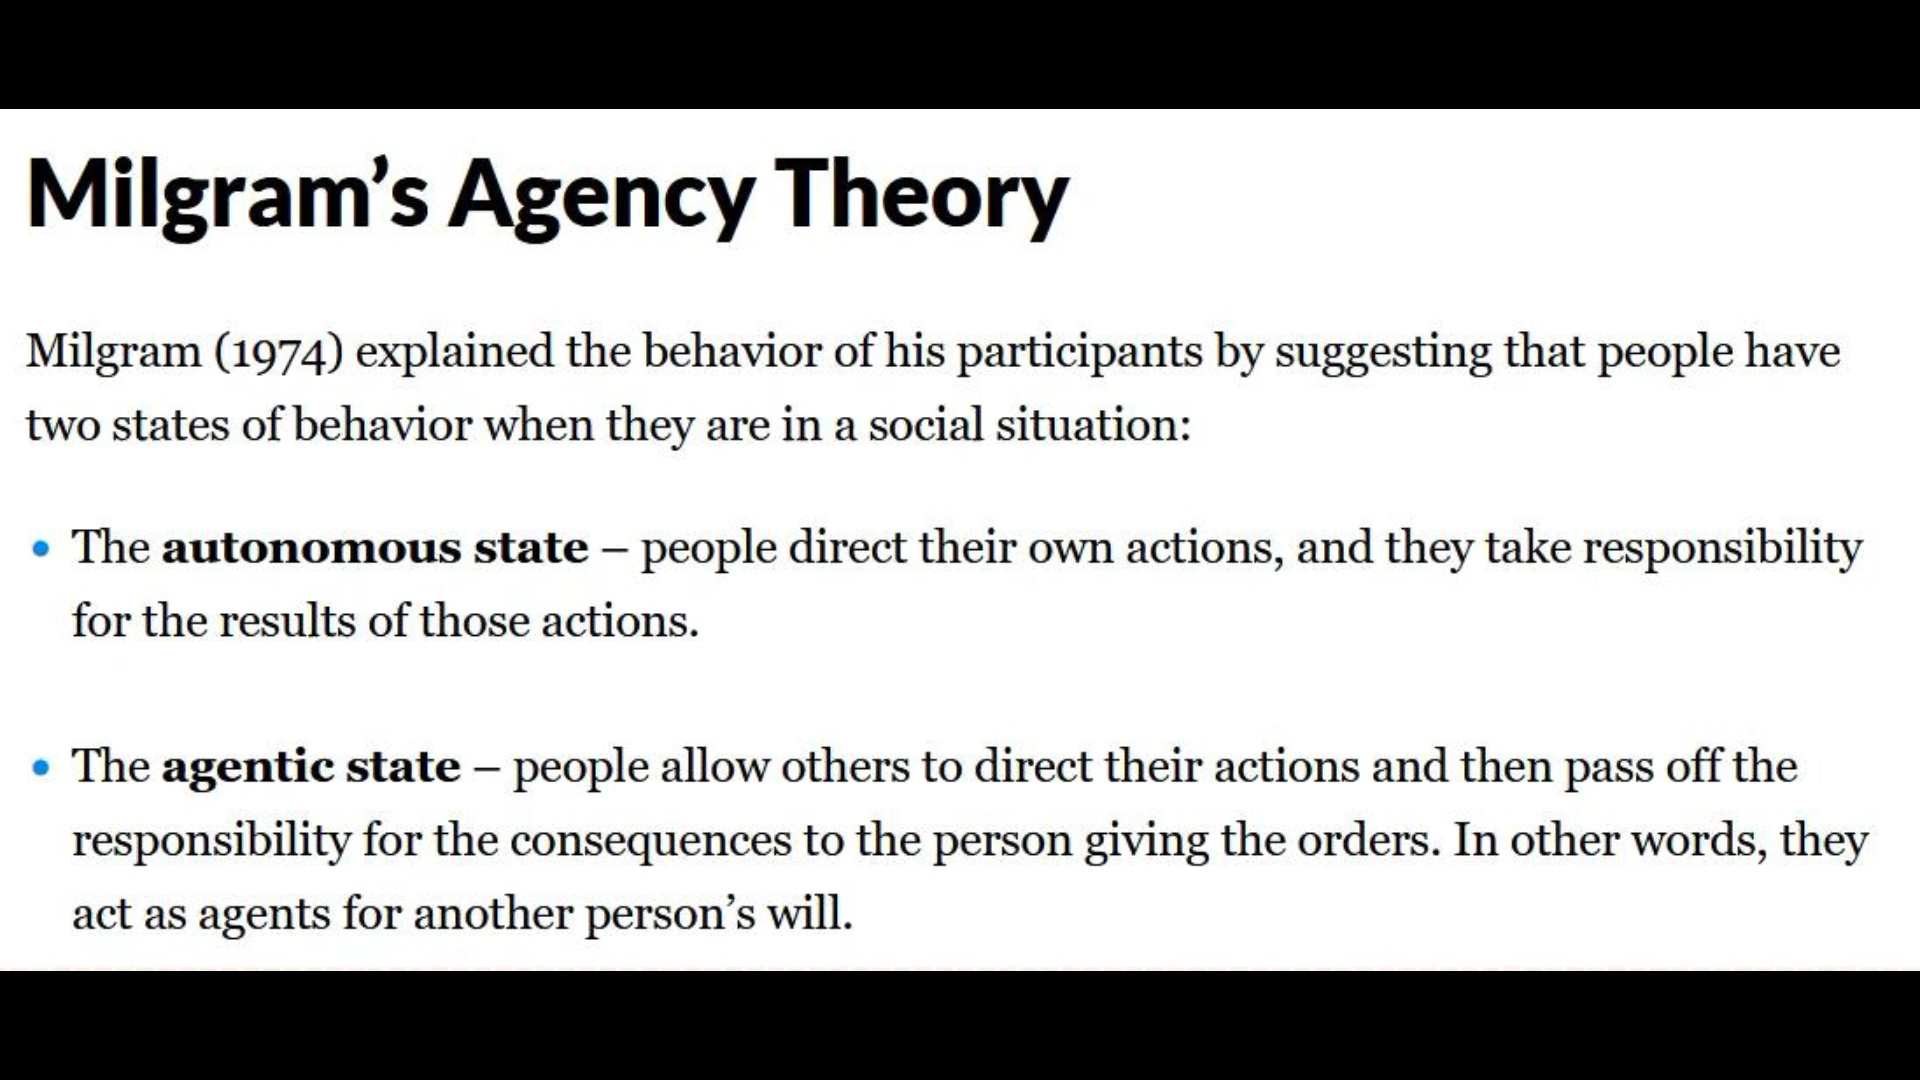 Milgram’s Agency Theory
Milgram (1974) explained the behavior of his participants by suggesting that people have
two states of behavior when they are in a social situation:
• The autonomous state – people direct their own actions, and they take responsibility
for the results of those actions.
• The agentic state – people allow others to direct their actions and then pass off the
responsibility for the consequences to the person giving the orders. In other words, they
act as agents for another person’s will.